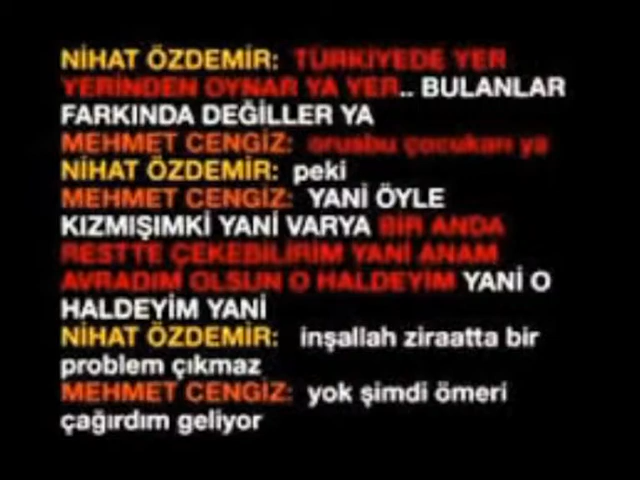 NİHAT ÖZDEMİR: TÜRKİYEDE YER
YERİNDEN OYNAR YA YER.. BULANLAR
FARKINDA DEĞİLLER YA
MEHMET CENGİZ: orusbu çocukarı ya
NİHAT ÖZDEMİR: peki
MEHMET CENGİZ: YANİ ÖYLE
KIZMIŞIMKİ YANİ VARYA BİR ANDA
RESTTE ÇEKEBİLİRİM YANİ ANAM
AVRADIM OLSUN O HALDEYİM YANİ O
HALDEYİM YANİ
NİHAT ÖZDEMİR: inşallah ziraatta bir
problem çıkmaz
MEHMET CENGİZ: yok şimdi ömeri
çağırdım geliyor